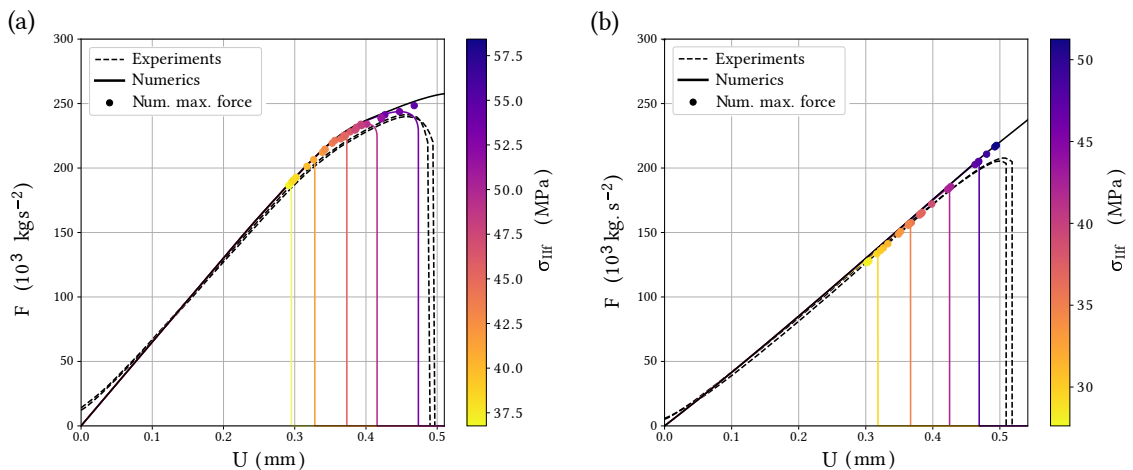 (a)
300
250
200
150
100
50
0
F (10³ kg s⁻²)
Experiments
Numerics
Num. max. force
0.0 0.1 0.2 0.3 0.4 0.5
U (mm)
57.5
55.0
52.5
50.0
47.5
45.0
42.5
40.0
37.5
σ_IIf (MPa)
(b)
300
250
200
150
100
50
0
F (10³ kg. s⁻²)
Experiments
Numerics
Num. max. force
0.0 0.1 0.2 0.3 0.4 0.5
U (mm)
50
45
40
35
30
σ_IIf (MPa)